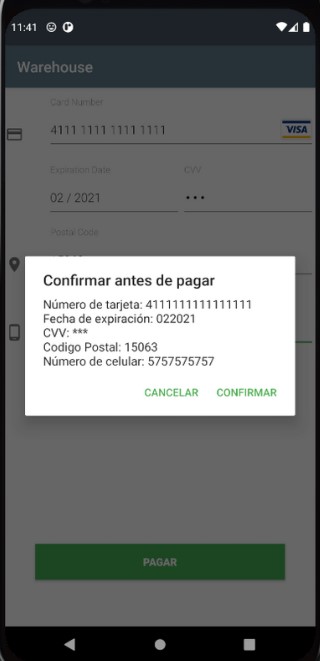 11:41
Warehouse
Card Number
4111 1111 1111 1111
VISA
Expiration Date CVV
02 / 2021 •••
Postal Code
Confirmar antes de pagar
Número de tarjeta: 4111111111111111
Fecha de expiración: 022021
CVV: ***
Codigo Postal: 15063
Número de celular: 5757575757
CANCELAR CONFIRMAR
PAGAR